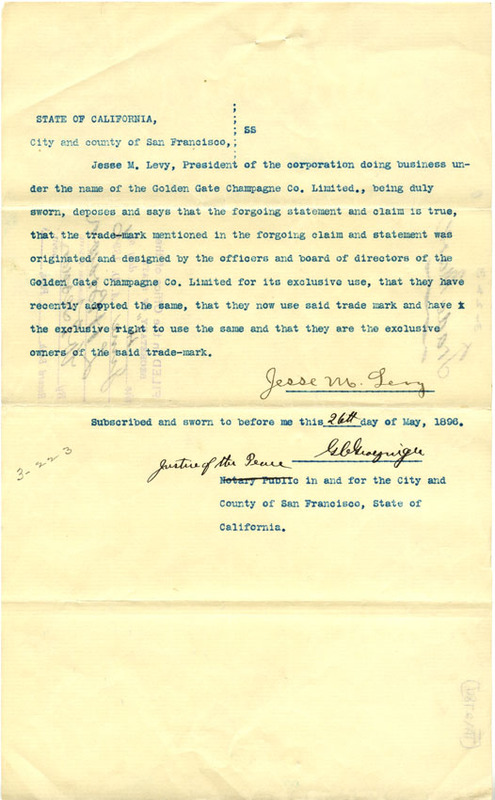 STATE OF CALIFORNIA,
SS
City and county of San Francisco,
Jesse M. Levy, President of the corporation doing business un-
der the name of the Golden Gate Champagne Co. Limited., being duly
sworn, deposes and says that the forgoing statement and claim is true,
that the trade-mark mentioned in the forgoing claim and statement was
originated and designed by the officers and board of directors of the
Golden Gate Champagne Co. Limited for its exclusive use, that they have
recently adopted the same, that they now use said trade mark and have
the exclusive right to use the same and that they are the exclusive
owners of the said trade-mark.
Jesse M. Levy
Subscribed and sworn to before me this 26th day of May, 1896.
3-223
Justice of the Peace
Notary Public in and for the City and
County of San Francisco, State of
California.